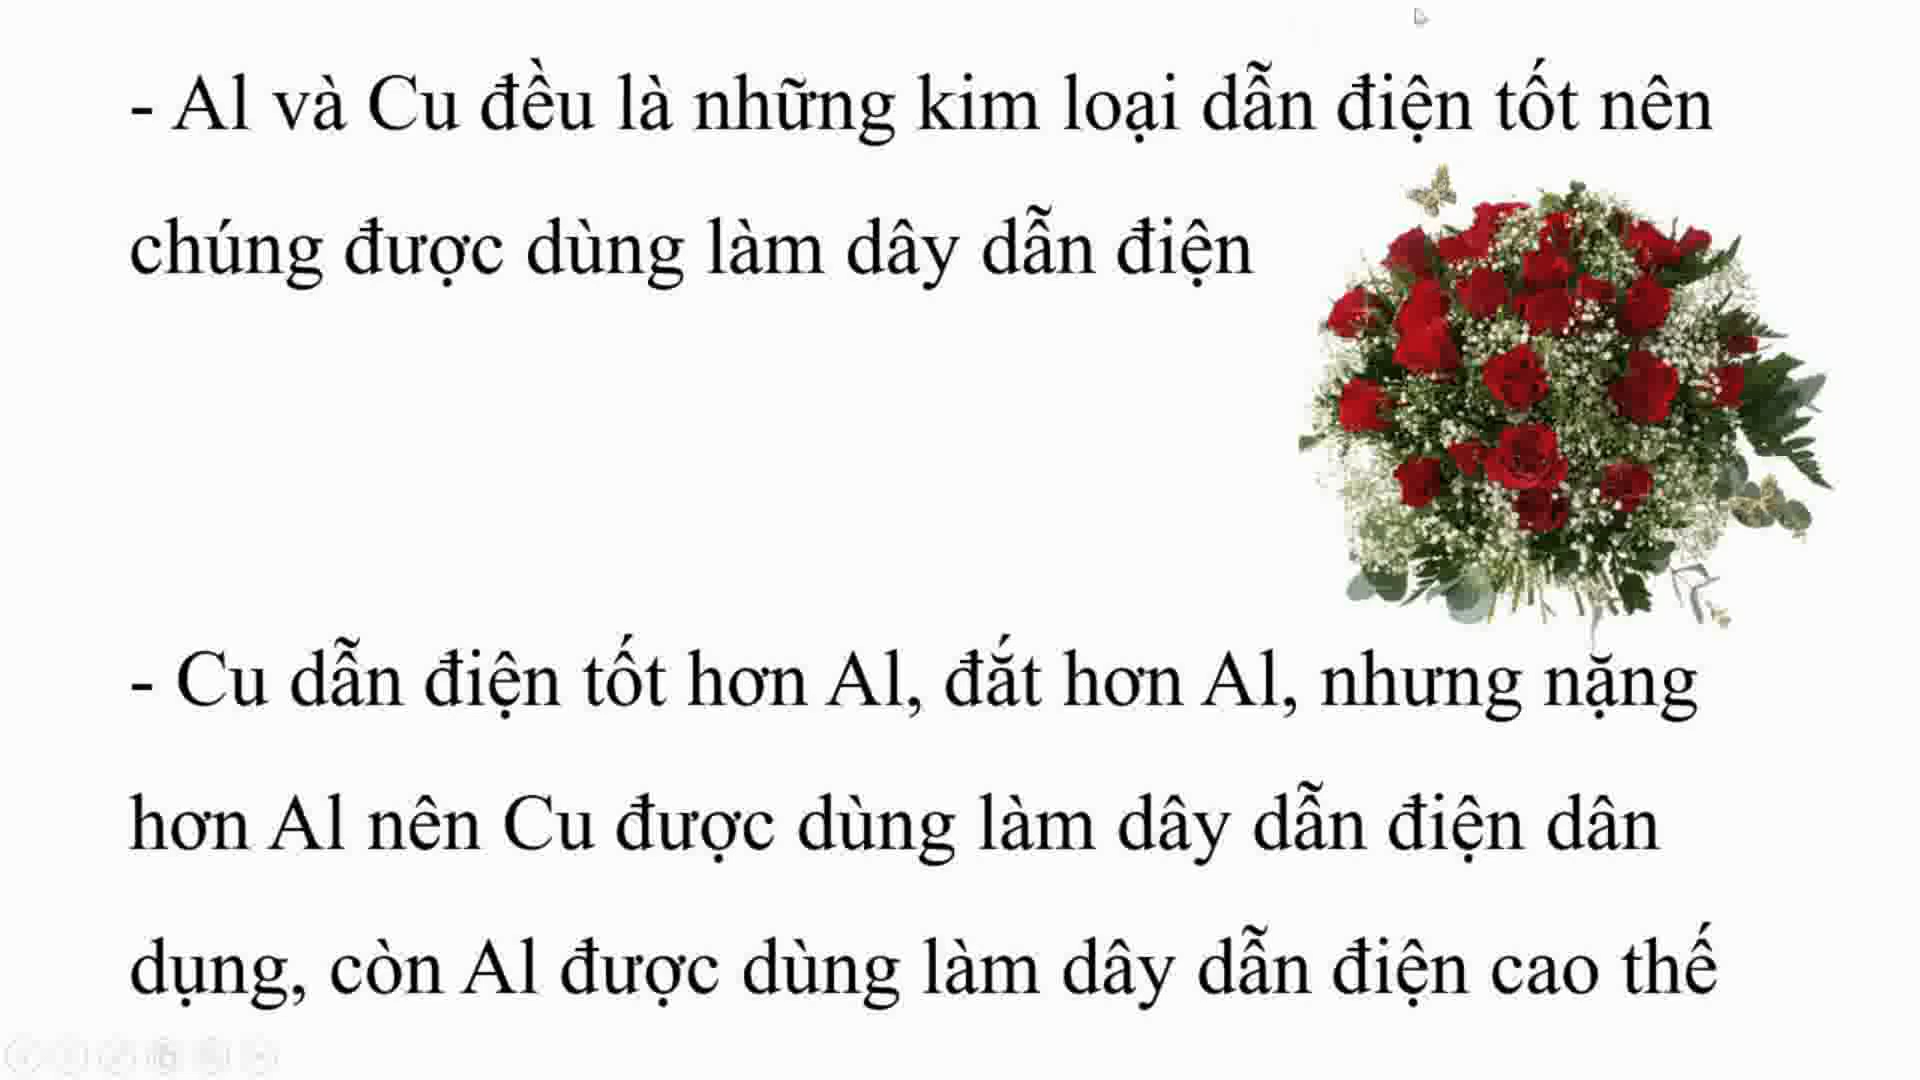 - Al và Cu đều là những kim loại dẫn điện tốt nên
chúng được dùng làm dây dẫn điện
- Cu dẫn điện tốt hơn Al, đắt hơn Al, nhưng nặng
hơn Al nên Cu được dùng làm dây dẫn điện dân
dụng, còn Al được dùng làm dây dẫn điện cao thế